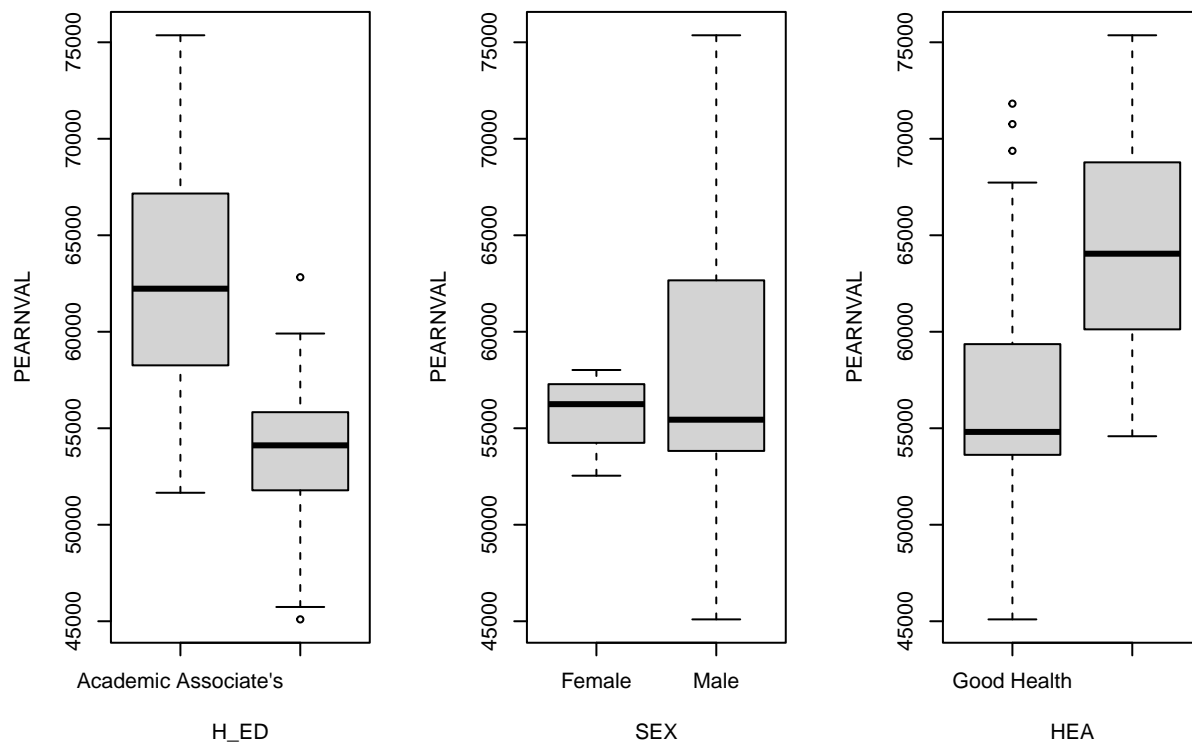 PEARNVAL
75000
70000
65000
60000
55000
50000
45000
Academic Associate's
H_ED
PEARNVAL
75000
70000
65000
60000
55000
50000
45000
Female Male
SEX
PEARNVAL
75000
70000
65000
60000
55000
50000
45000
Good Health
HEA